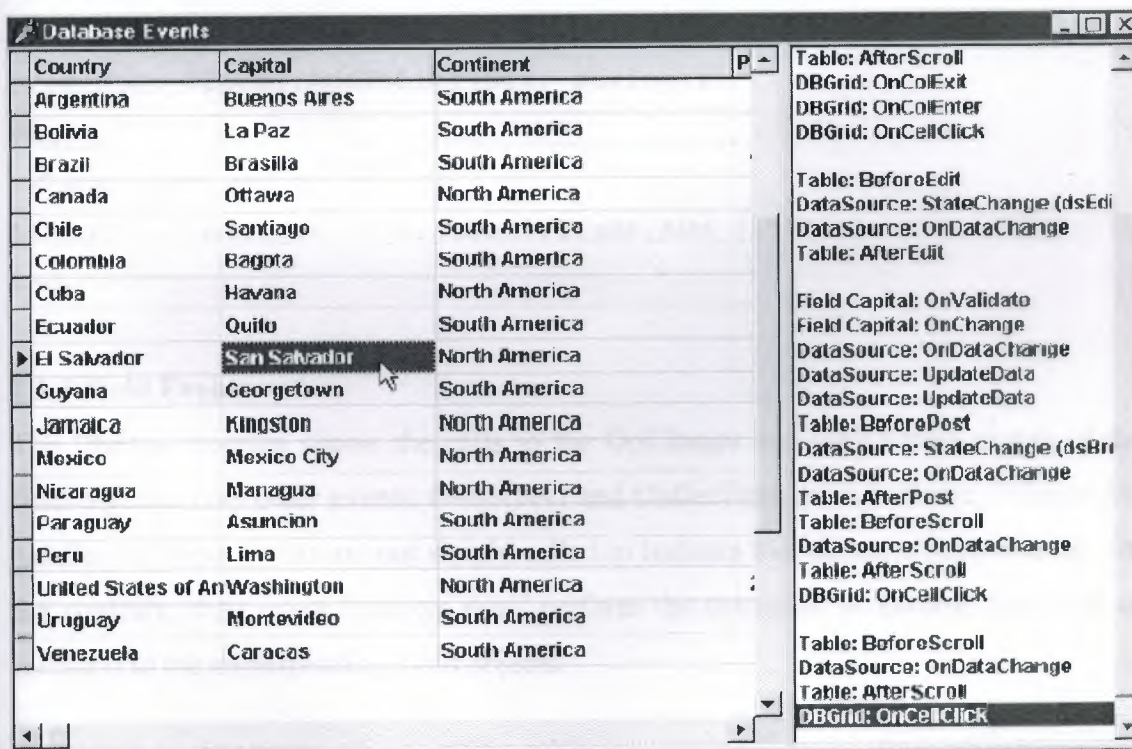 Database Events
Country Capital Continent P
Argentina Buenos Aires South America
Bolivia La Paz South America
Brazil Brasilia South America
Canada Ottawa North America
Chile Santiago South America
Colombia Bagota South America
Cuba Havana North America
Ecuador Quito South America
El Salvador San Salvador North America
Guyana Georgetown South America
Jamaica Kingston North America
Mexico Mexico City North America
Nicaragua Managua North America
Paraguay Asuncion South America
Peru Lima South America
United States of Am Washington North America
Uruguay Montevideo South America
Venezuela Caracas South America
Table: AfterScroll
DBGrid: OnColExit
DBGrid: OnColEnter
DBGrid: OnCellClick
Table: BeforeEdit
DataSource: StateChange (dsEdi
DataSource: OnDataChange
Table: AfterEdit
Field Capital: OnValidate
Field Capital: OnChange
DataSource: OnDataChange
DataSource: UpdateData
DataSource: UpdateData
Table: BeforePost
DataSource: StateChange (dsBr
DataSource: OnDataChange
Table: AfterPost
Table: BeforeScroll
DataSource: OnDataChange
Table: AfterScroll
DBGrid: OnCellClick
Table: BeforeScroll
DataSource: OnDataChange
Table: AfterScroll
DBGrid: OnCellClick